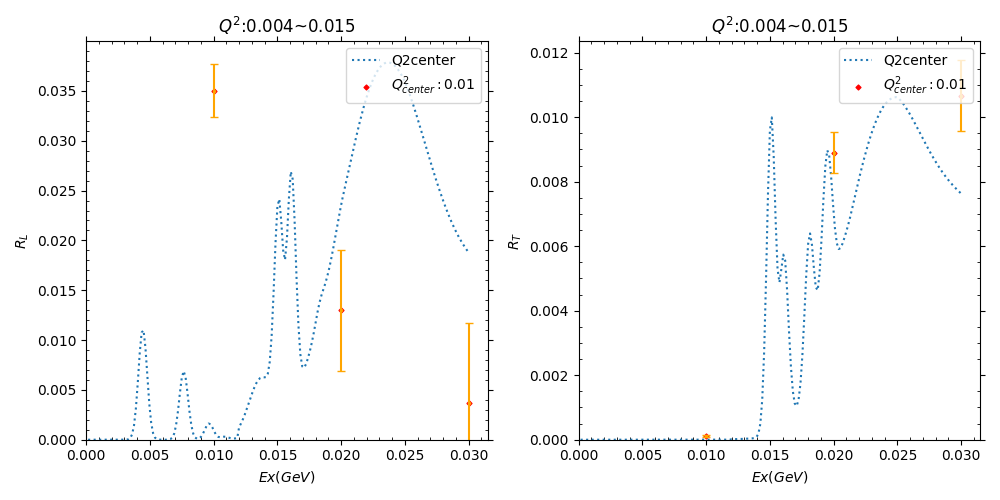 Q²:0.004~0.015
Q2center
Q²center : 0.01
0.035
0.030
0.025
0.020
0.015
0.010
0.005
0.000
R_L
0.000 0.005 0.010 0.015 0.020 0.025 0.030
Ex(GeV)
Q²:0.004~0.015
Q2center
Q²center : 0.01
0.012
0.010
0.008
0.006
0.004
0.002
0.000
R_T
0.000 0.005 0.010 0.015 0.020 0.025 0.030
Ex(GeV)